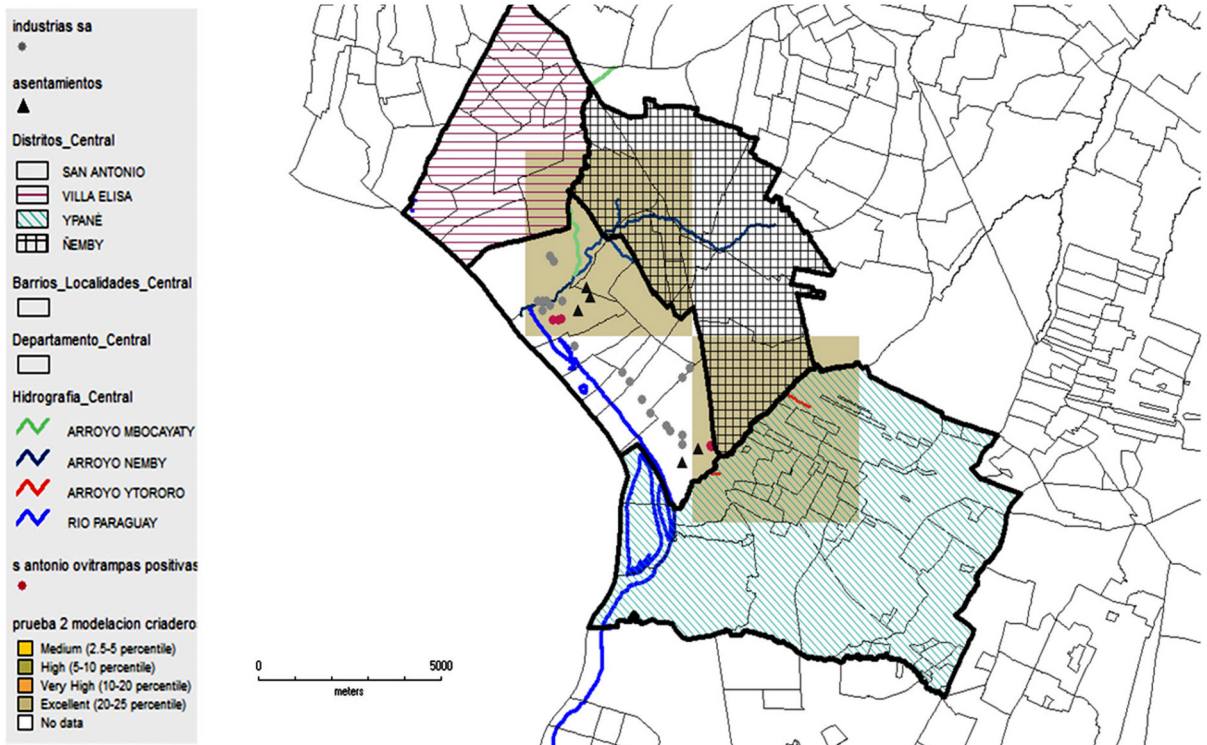 industrias sa
asentamientos
Distritos_Central
SAN ANTONIO
VILLA ELISA
YPANÈ
ÑEMBY
Barrios_Localidades_Central
Departamento_Central
Hidrografia_Central
ARROYO MBOCAYATY
ARROYO NEMBY
ARROYO YTORORO
RIO PARAGUAY
s antonio ovitrampas positivas
prueba 2 modelacion criadero
Medium (2.5-5 percentile)
High (5-10 percentile)
Very High (10-20 percentile)
Excellent (20-25 percentile)
No data
0 5000
meters